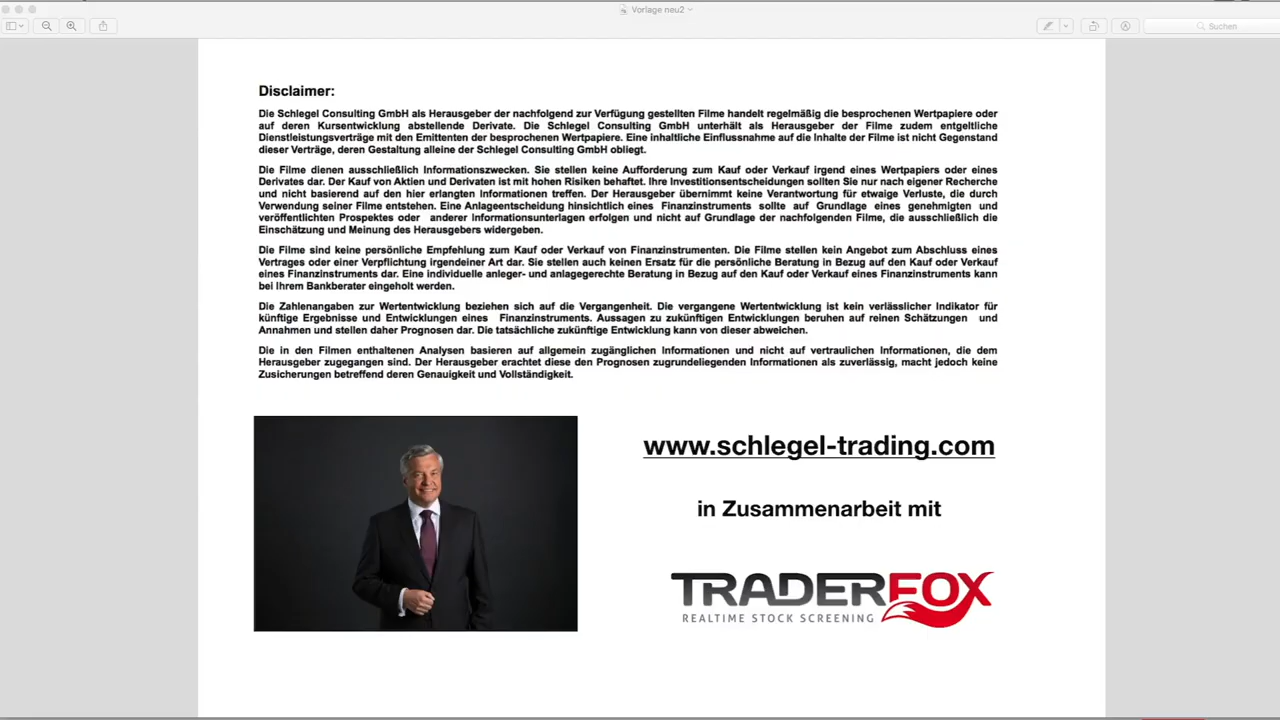 Vorlage neu2
Suchen
Disclaimer:
Die Schlegel Consulting GmbH als Herausgeber der nachfolgend zur Verfügung gestellten Filme handelt regelmäßig die besprochenen Wertpapiere oder
auf deren Kursentwicklung abstellende Derivate. Die Schlegel Consulting GmbH unterhält als Herausgeber der Filme zudem entgeltliche
Dienstleistungsverträge mit den Emittenten der besprochenen Wertpapiere. Eine inhaltliche Einflussnahme auf die Inhalte der Filme ist nicht Gegenstand
dieser Verträge, deren Gestaltung alleine der Schlegel Consulting GmbH obliegt.
Die Filme dienen ausschließlich Informationszwecken. Sie stellen keine Aufforderung zum Kauf oder Verkauf irgend eines Wertpapiers oder eines
Derivates dar. Der Kauf von Aktien und Derivaten ist mit hohen Risiken behaftet. Ihre Investitionsentscheidungen sollten Sie nur nach eigener Recherche
und nicht basierend auf den hier erlangten Informationen treffen. Der Herausgeber übernimmt keine Verantwortung für etwaige Verluste, die durch
Verwendung seiner Filme entstehen. Eine Anlageentscheidung hinsichtlich eines Finanzinstruments sollte auf Grundlage eines genehmigten und
veröffentlichten Prospektes oder anderer Informationsunterlagen erfolgen und nicht auf Grundlage der nachfolgenden Filme, die ausschließlich die
Einschätzung und Meinung des Herausgebers widergeben.
Die Filme sind keine persönliche Empfehlung zum Kauf oder Verkauf von Finanzinstrumenten. Die Filme stellen kein Angebot zum Abschluss eines
Vertrages oder einer Verpflichtung irgendeiner Art dar. Sie stellen auch keinen Ersatz für die persönliche Beratung in Bezug auf den Kauf oder Verkauf
eines Finanzinstruments dar. Eine individuelle anleger- und anlagegerechte Beratung in Bezug auf den Kauf oder Verkauf eines Finanzinstruments kann
bei Ihrem Bankberater eingeholt werden.
Die Zahlenangaben zur Wertentwicklung beziehen sich auf die Vergangenheit. Die vergangene Wertentwicklung ist kein verlässlicher Indikator für
künftige Ergebnisse und Entwicklungen eines Finanzinstruments. Aussagen zu zukünftigen Entwicklungen beruhen auf reinen Schätzungen und
Annahmen und stellen daher Prognosen dar. Die tatsächliche zukünftige Entwicklung kann von dieser abweichen.
Die in den Filmen enthaltenen Analysen basieren auf allgemein zugänglichen Informationen und nicht auf vertraulichen Informationen, die dem
Herausgeber zugegangen sind. Der Herausgeber erachtet diese den Prognosen zugrundeliegenden Informationen als zuverlässig, macht jedoch keine
Zusicherungen betreffend deren Genauigkeit und Vollständigkeit.
www.schlegel-trading.com
in Zusammenarbeit mit
TRADERFOX
REALTIME STOCK SCREENING